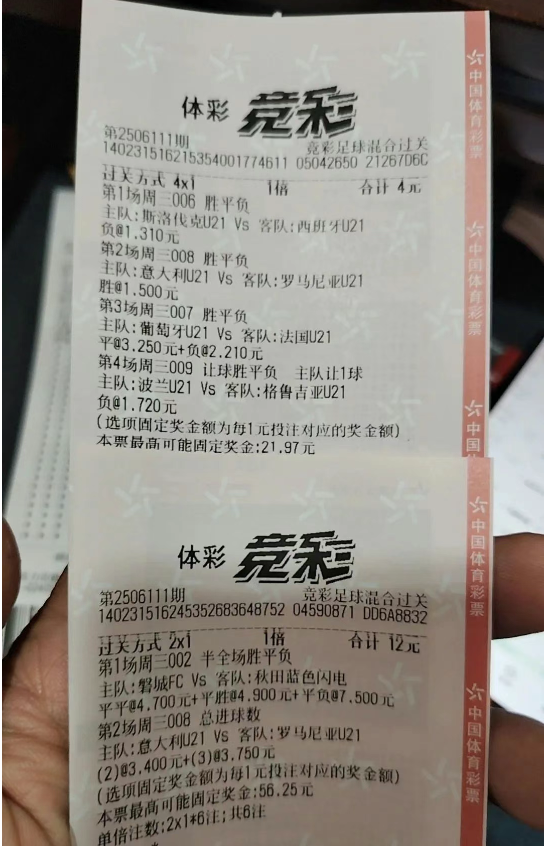 体彩 竞彩
第2506111期 竞彩足球混合过关
140231516215354001774611 05042650 21267D6C
过关方式 4x1 1倍 合计 4元
第1场周三006 胜平负
主队:斯洛伐克U21 Vs 客队:西班牙U21
负@1.310元
第2场周三008 胜平负
主队:意大利U21 Vs 客队:罗马尼亚U21
胜@1.500元
第3场周三007 胜平负
主队:葡萄牙U21 Vs 客队:法国U21
平@3.250元+负@2.210元
第4场周三009 让球胜平负 主队让1球
主队:波兰U21 Vs 客队:格鲁吉亚U21
负@1.720元
(选项固定奖金额为每1元投注对应的奖金额)
本票最高可能固定奖金:21.97元
中国体育彩票
中国体育彩票
中国
体彩 竞彩
第2506111期 竞彩足球混合过关
140231516245352683648752 04590871 DD6A8832
过关方式 2x1 1倍 合计 12元
第1场周三002 半全场胜平负
主队:磐城FC Vs 客队:秋田蓝色闪电
平平@4.700元+平胜@4.900元+平负@7.500元
第2场周三008 总进球数
主队:意大利U21 Vs 客队:罗马尼亚U21
(2)@3.400元+(3)@3.750元
(选项固定奖金额为每1元投注对应的奖金额)
本票最高可能固定奖金:56.25元
单倍注数:2x1*6注;共6注
中国体育彩票
中国体育彩票